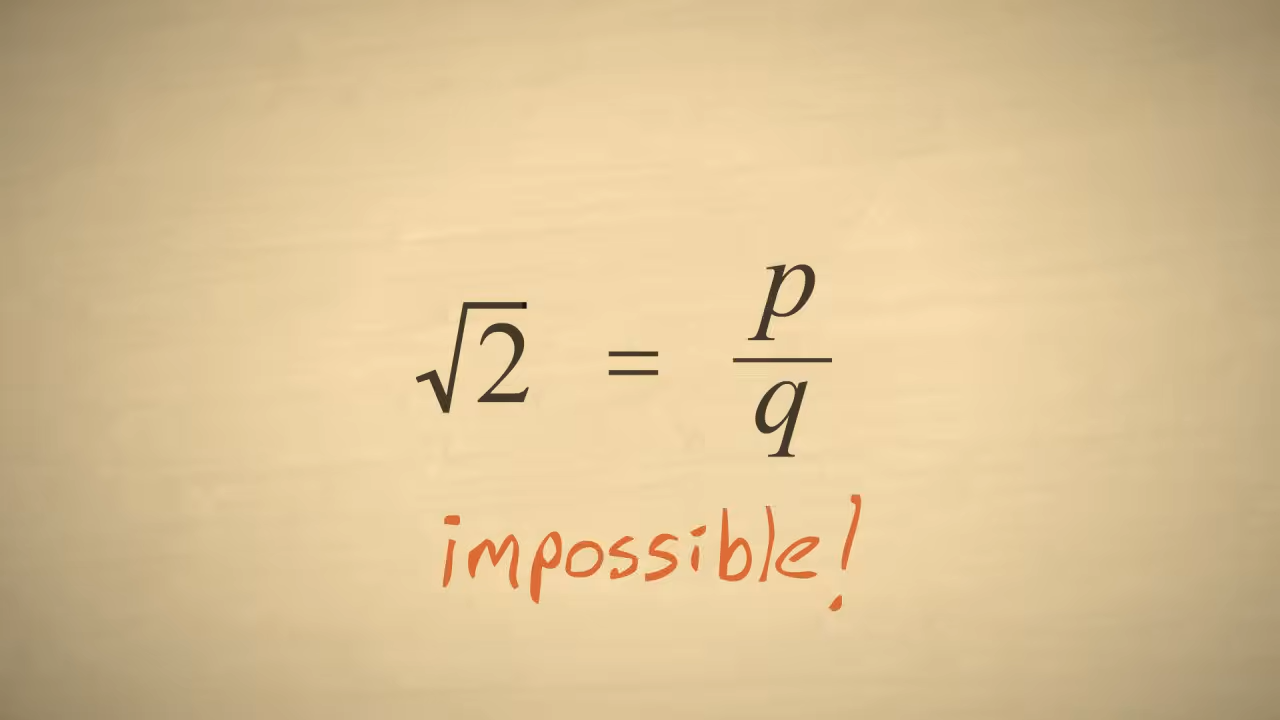 √2 = p/q
impossible!